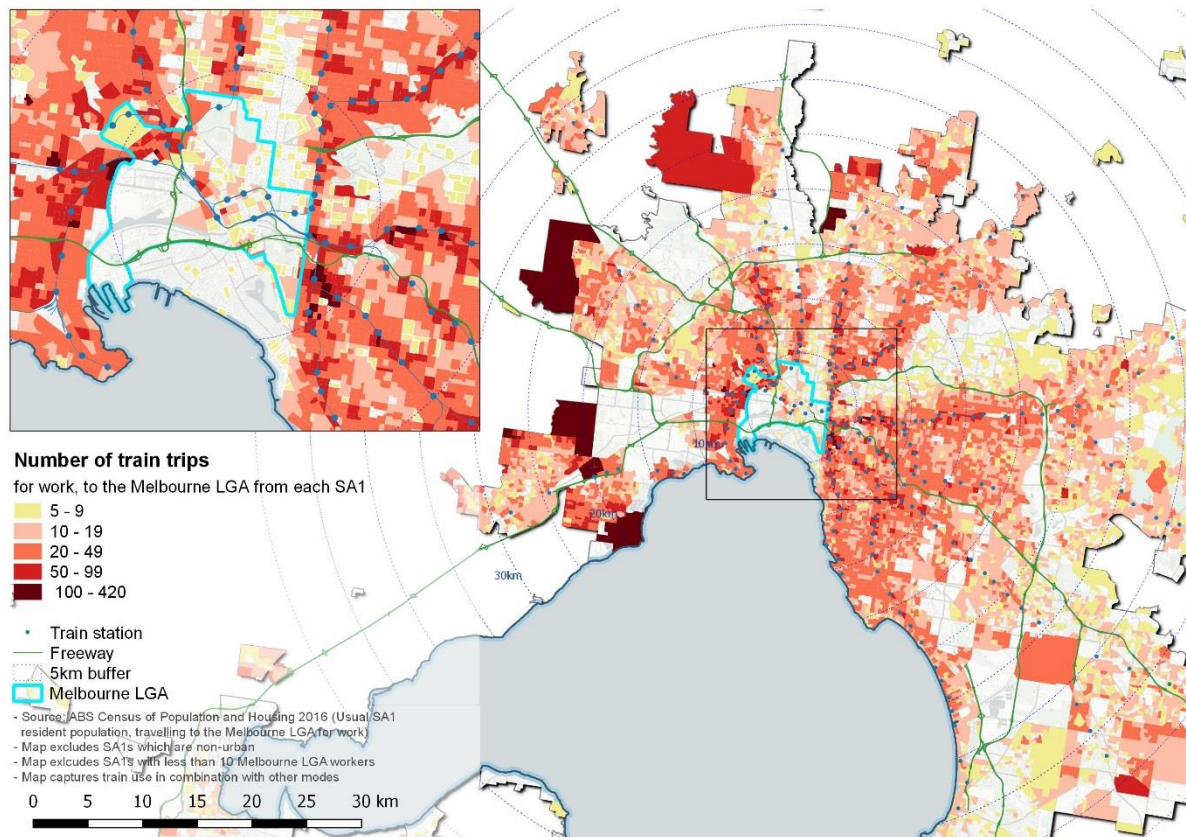 Number of train trips
for work, to the Melbourne LGA from each SA1
5 - 9
10 - 19
20 - 49
50 - 99
100 - 420
Train station
Freeway
5km buffer
Melbourne LGA
- Source: ABS Census of Population and Housing 2016 (Usual SA1
resident population, travelling to the Melbourne LGA for work)
- Map excludes SA1s which are non-urban
- Map exlcudes SA1s with less than 10 Melbourne LGA workers
- Map captures train use in combination with other modes
0 5 10 15 20 25 30 km
10km
20km
30km